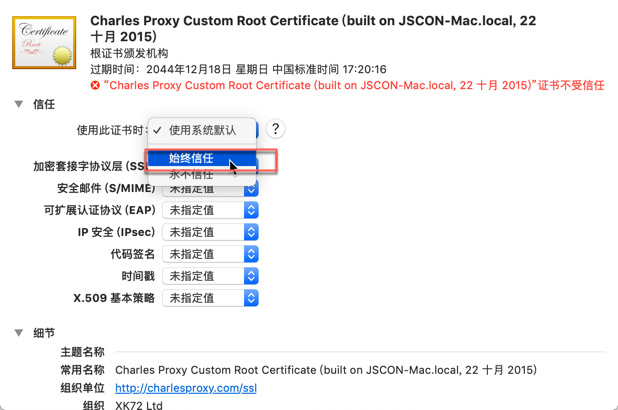 Certificate
Root
Charles Proxy Custom Root Certificate (built on JSCON-Mac.local, 22
十月 2015)
根证书颁发机构
过期时间：2044年12月18日 星期日 中国标准时间 17:20:16
“Charles Proxy Custom Root Certificate (built on JSCON-Mac.local, 22 十月 2015)”证书不受信任
信任
使用此证书时： ✓ 使用系统默认 ?
始终信任
加密套接字协议层 (SS
永不信任
安全邮件 (S/MIME) 未指定值
可扩展认证协议 (EAP) 未指定值
IP 安全 (IPsec) 未指定值
代码签名 未指定值
时间戳 未指定值
X.509 基本策略 未指定值
细节
主题名称
常用名称 Charles Proxy Custom Root Certificate (built on JSCON-Mac.local, 22 十月 2015)
组织单位 http://charlesproxy.com/ssl
组织 XK72 Ltd